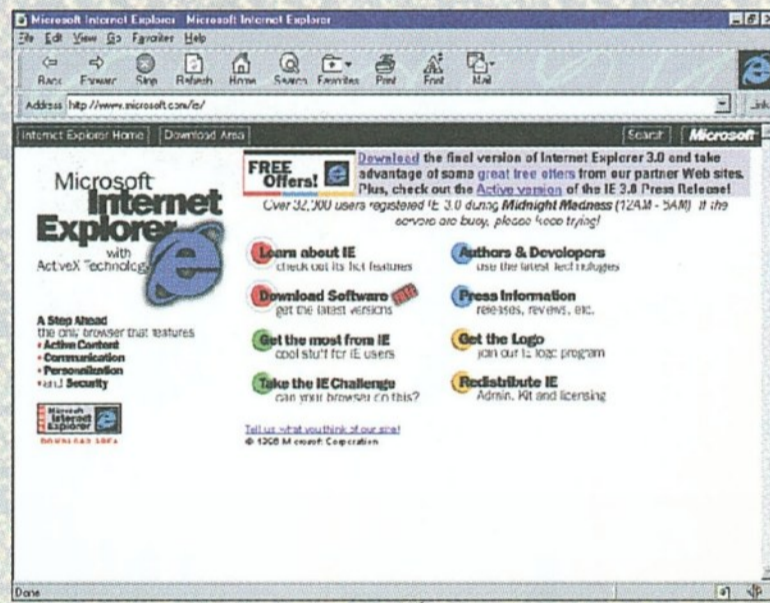 Microsoft Internet Explorer - Microsoft Internet Explorer
File Edit View Go Favorites Help
Back Forward Stop Refresh Home Search Favorites Print Font Mail
Address http://www.microsoft.com/ie/ Link
Internet Explorer Home Download Area Search Microsoft
Microsoft
Internet
Explorer
with
ActiveX Technology
FREE
Offers!
Download the final version of Internet Explorer 3.0 and take
advantage of some great free offers from our partner Web sites.
Plus, check out the Active version of the IE 3.0 Press Release!
Over 32,000 users registered IE 3.0 during Midnight Madness (12AM - 5AM) If the
servers are busy, please keep trying!
Learn about IE
check out its hot features
Download Software
get the latest versions
Get the most from IE
cool stuff for IE users
Take the IE Challenge
can your browser do this?
Authors & Developers
use the latest technologies
Press Information
releases, reviews, etc.
Get the Logo
join our IE logo program
Redistribute IE
Admin. Kit and licensing
A Step Ahead
the only browser that features
• Active Content
• Communication
• Personalization
• and Security
Microsoft
Internet
Explorer
DOWNLOAD AREA
Tell us what you think of our site!
© 1996 Microsoft Corporation
Done